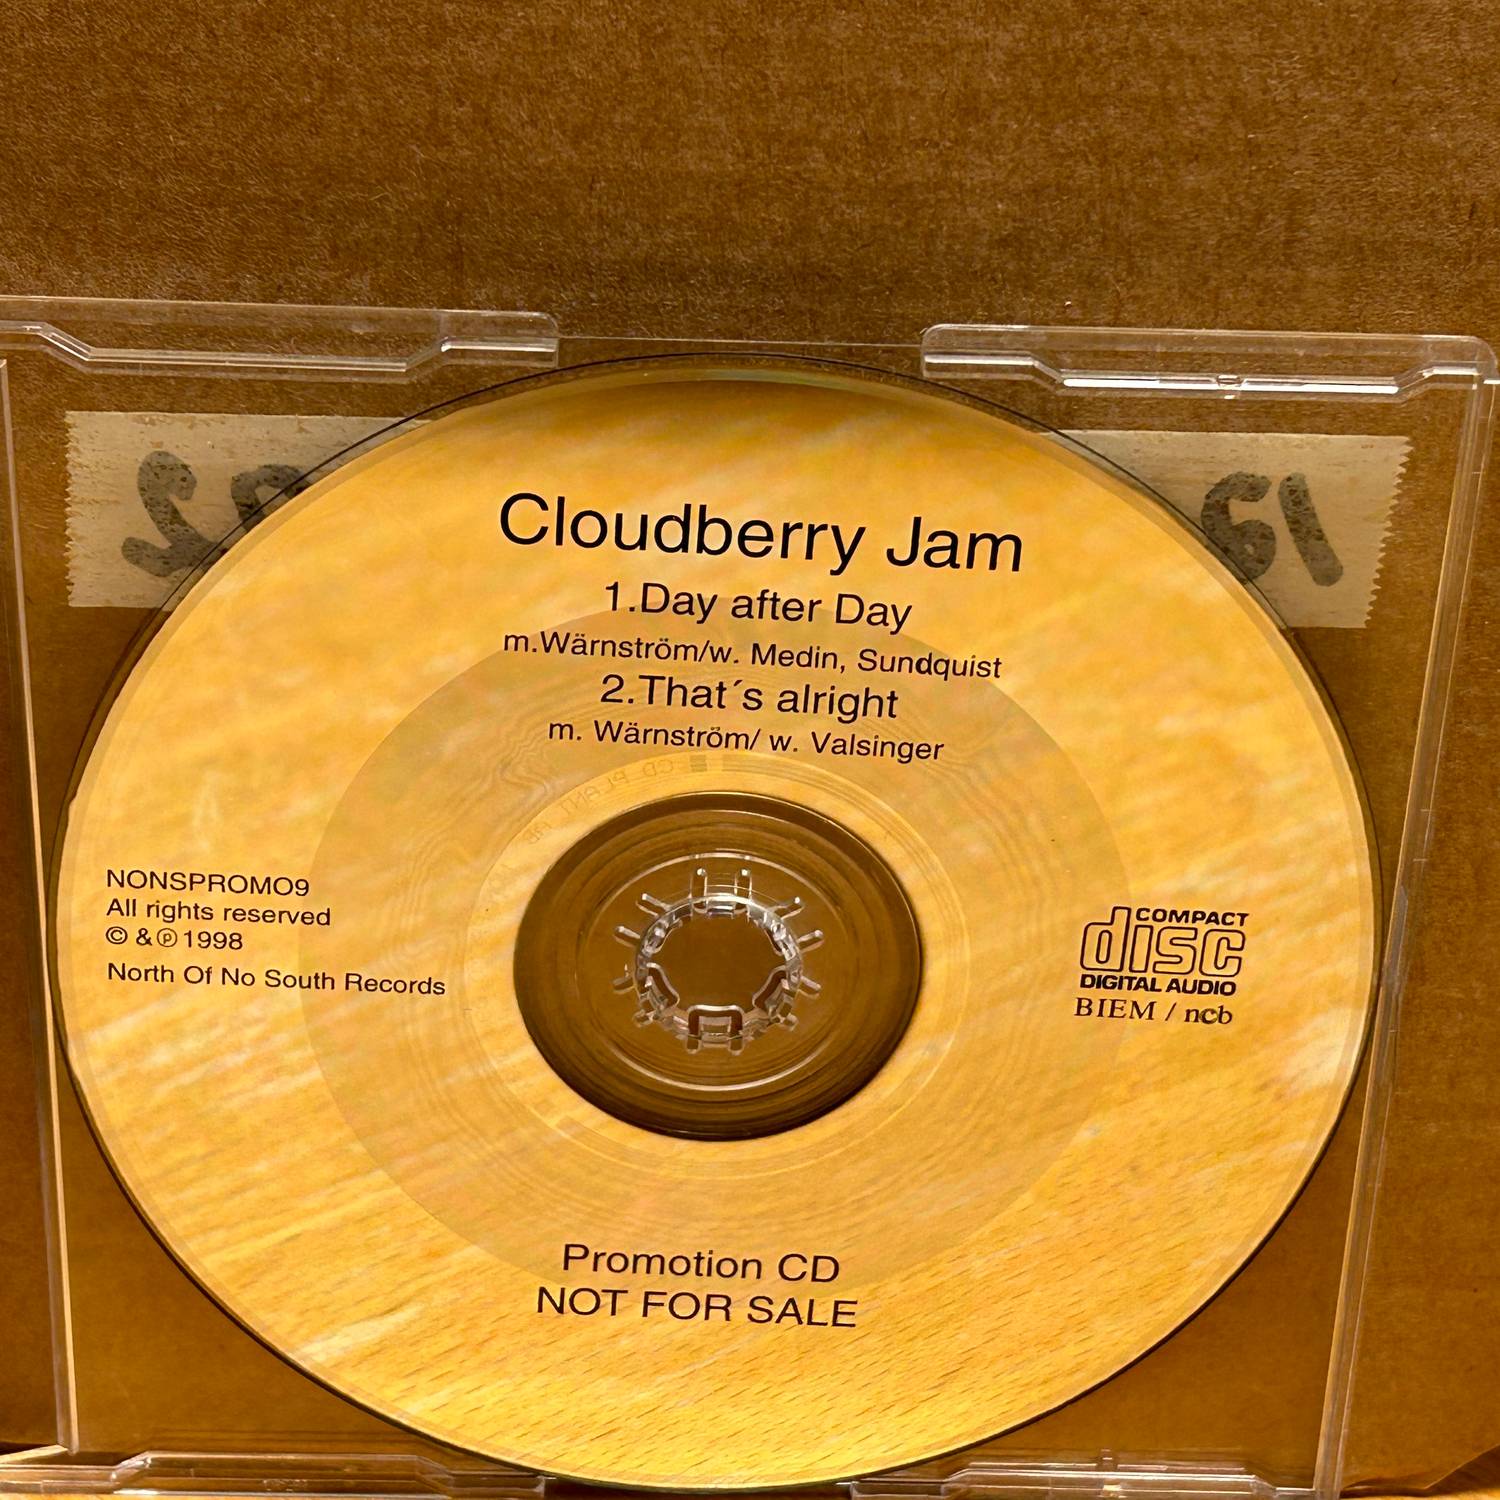 Cloudberry Jam
1.Day after Day
m.Wärnström/w. Medin, Sundquist
2.That´s alright
m. Wärnström/ w. Valsinger
NONSPROMO9
All rights reserved
© &℗ 1998
North Of No South Records
COMPACT
disc
DIGITAL AUDIO
BIEM / ncb
Promotion CD
NOT FOR SALE